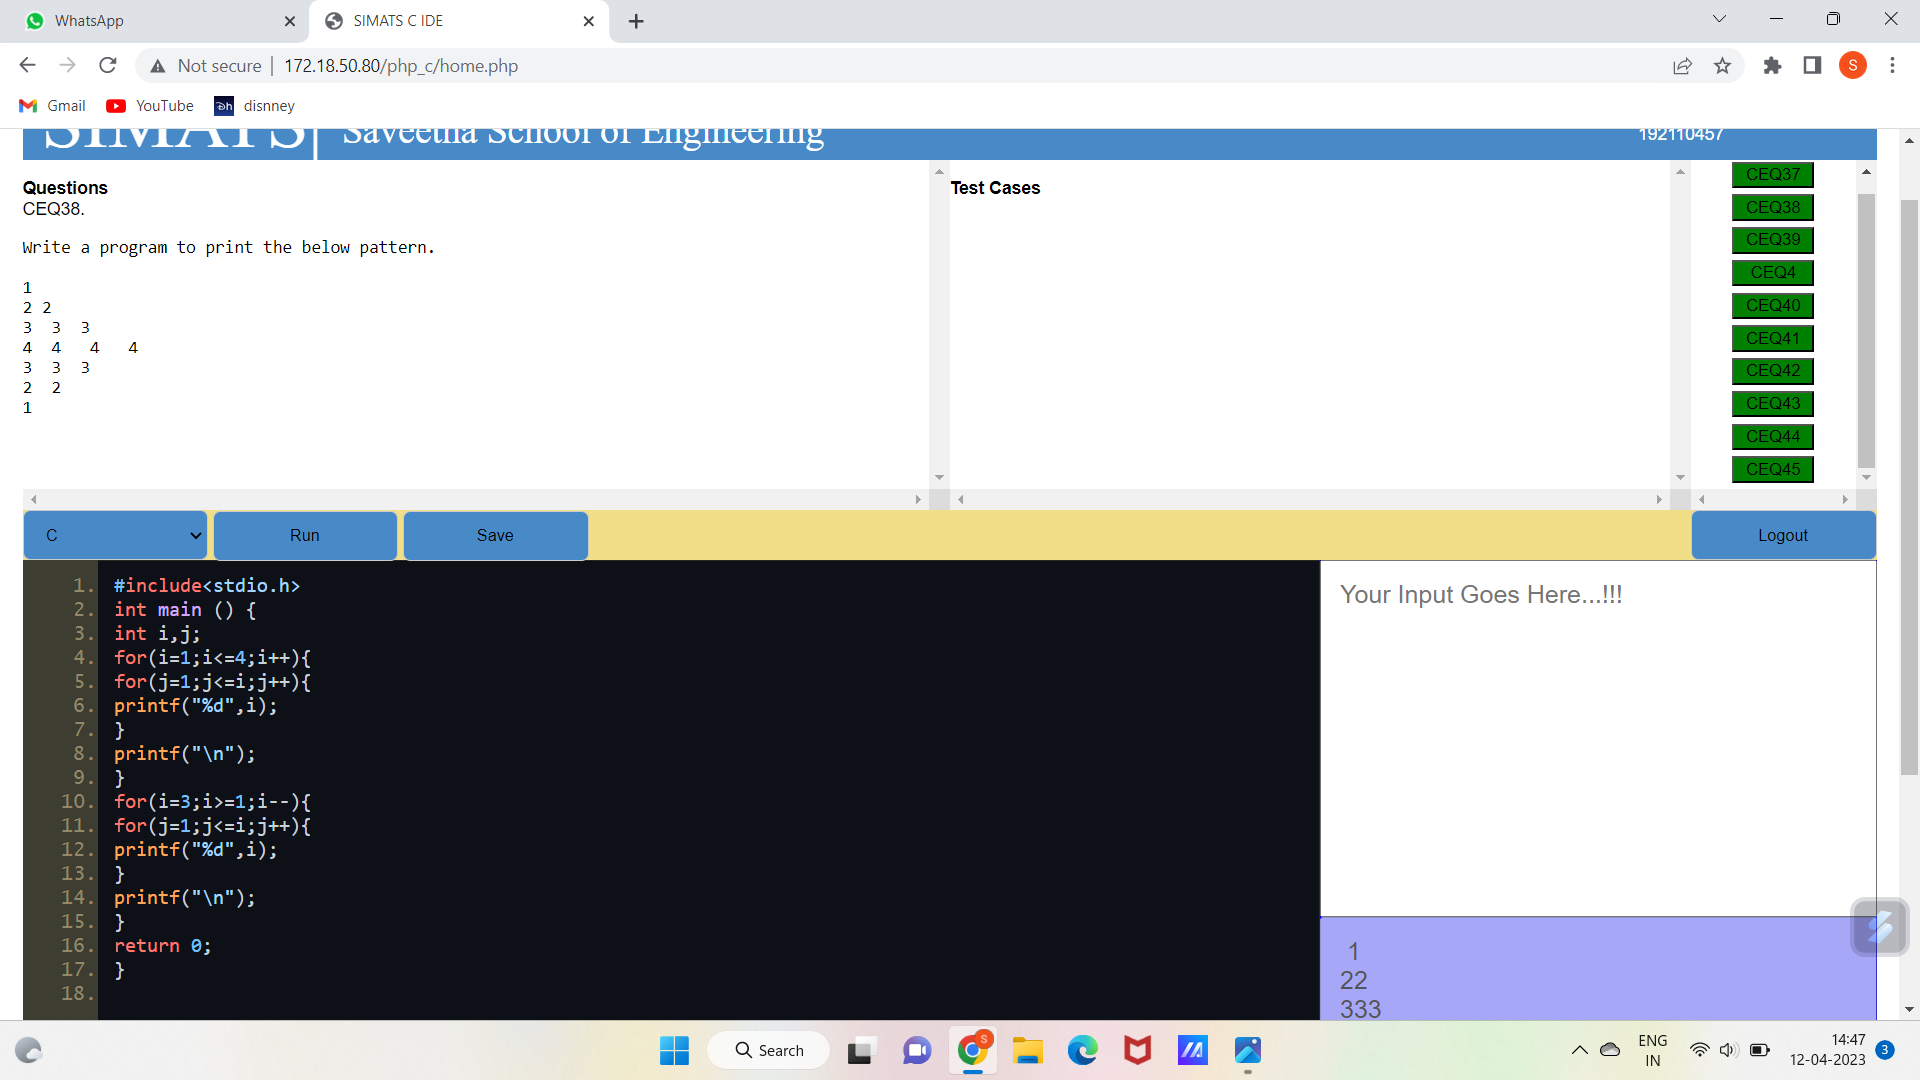 WhatsApp
SIMATS C IDE
Not secure
172.18.50.80/php_c/home.php
S
Gmail
YouTube
disnney
SIMATS
Saveetha School of Engineering
192110457
Questions
CEQ38.
Write a program to print the below pattern.
1
2 2
3  3  3
4  4   4   4
3  3  3
2  2
1
Test Cases
CEQ37
CEQ38
CEQ39
CEQ4
CEQ40
CEQ41
CEQ42
CEQ43
CEQ44
CEQ45
C
Run
Save
Logout
1. #include<stdio.h>
2. int main () {
3. int i,j;
4. for(i=1;i<=4;i++){
5. for(j=1;j<=i;j++){
6. printf("%d",i);
7. }
8. printf("\n");
9. }
10. for(i=3;i>=1;i--){
11. for(j=1;j<=i;j++){
12. printf("%d",i);
13. }
14. printf("\n");
15. }
16. return 0;
17. }
18.
Your Input Goes Here...!!!
1
22
333
Search
S
ENG
IN
14:47
12-04-2023
3